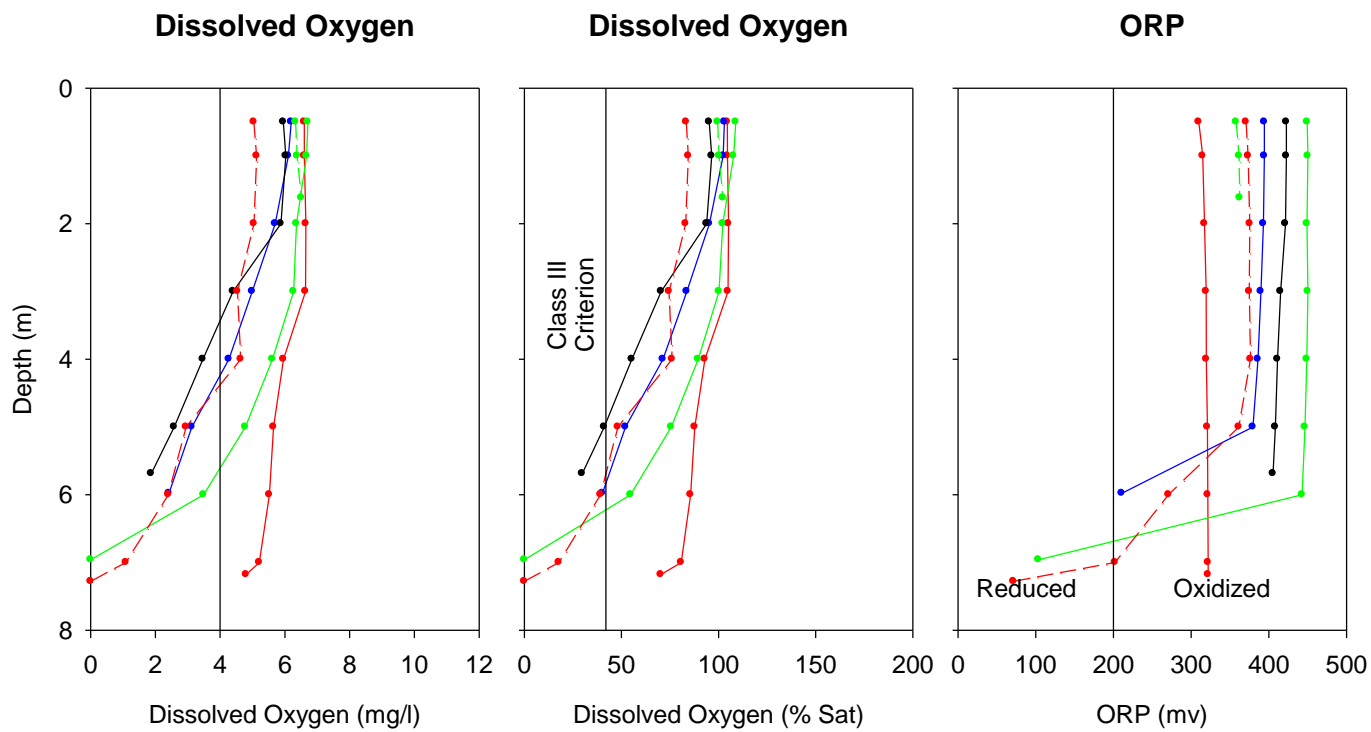 Dissolved Oxygen
Dissolved Oxygen
ORP
Depth (m)
0
2
4
6
8
0
2
4
6
8
10
12
Dissolved Oxygen (mg/l)
Class III
Criterion
0
50
100
150
200
Dissolved Oxygen (% Sat)
Reduced
Oxidized
0
100
200
300
400
500
ORP (mv)